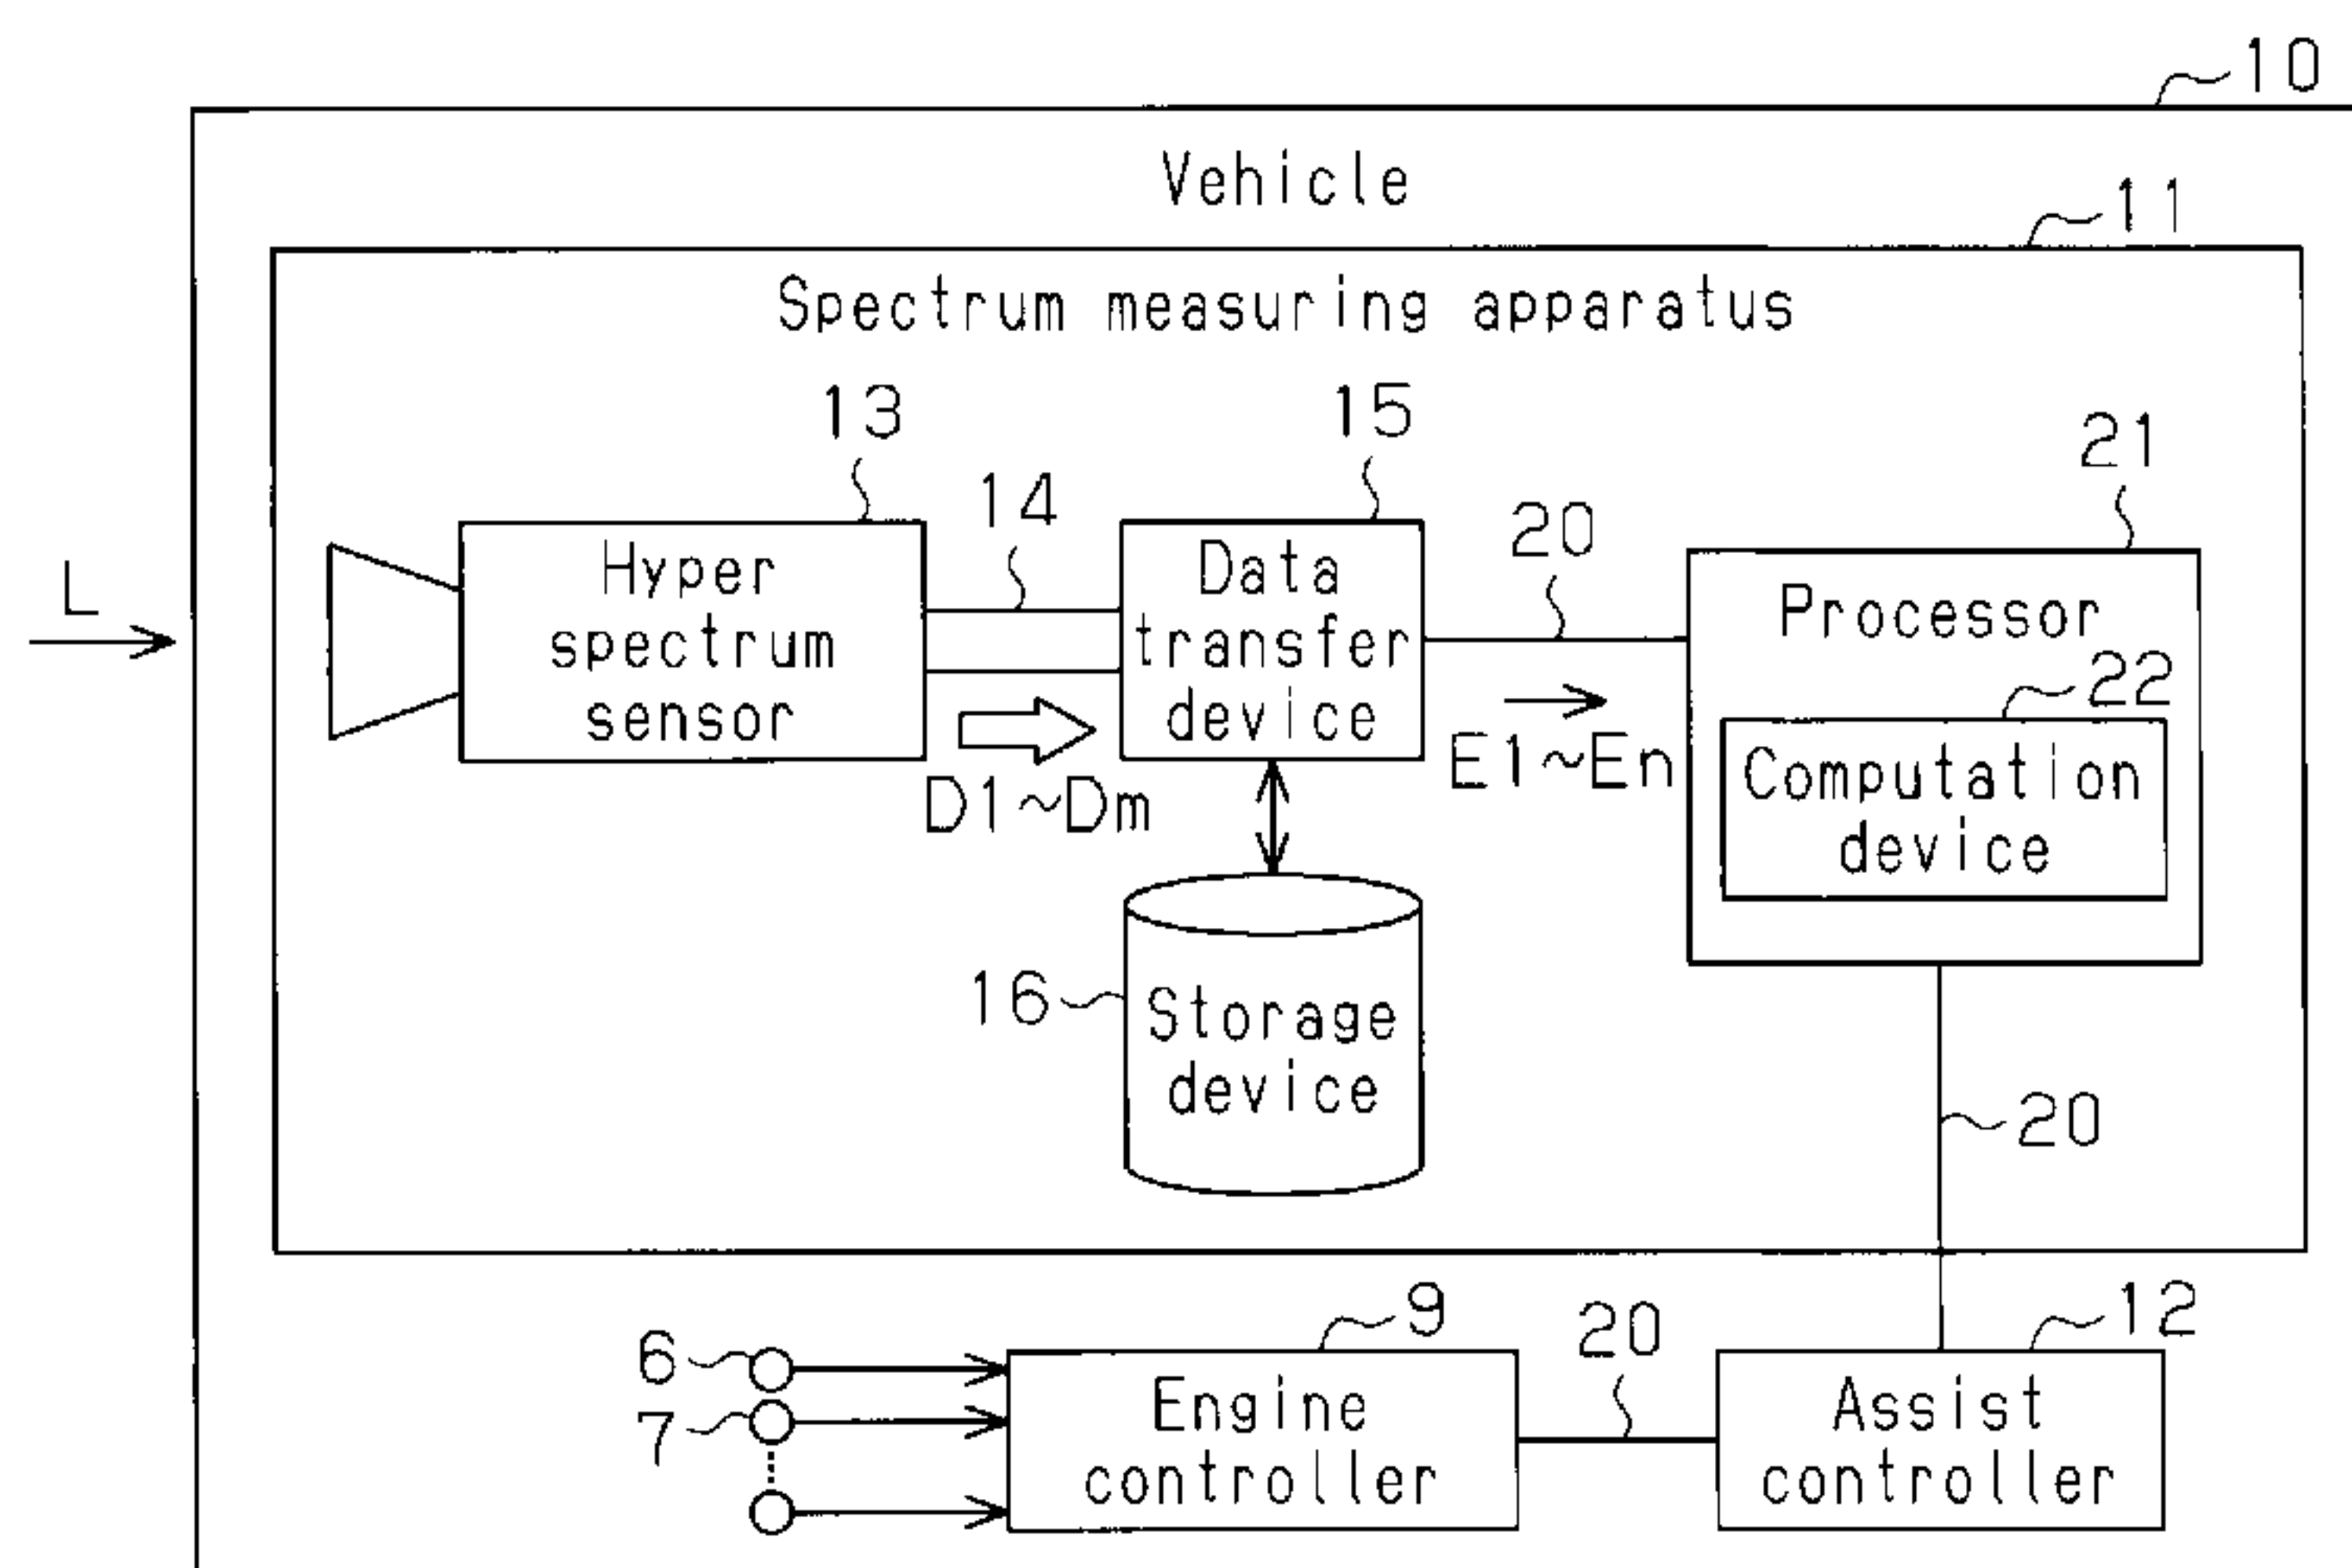 10
Vehicle
11
Spectrum measuring apparatus
13
15
21
14
20
L
Hyper
spectrum
sensor
Data
transfer
device
Processor
22
Computation
device
D1~Dm
E1~En
16
Storage
device
20
9
20
12
6
7
Engine
controller
Assist
controller